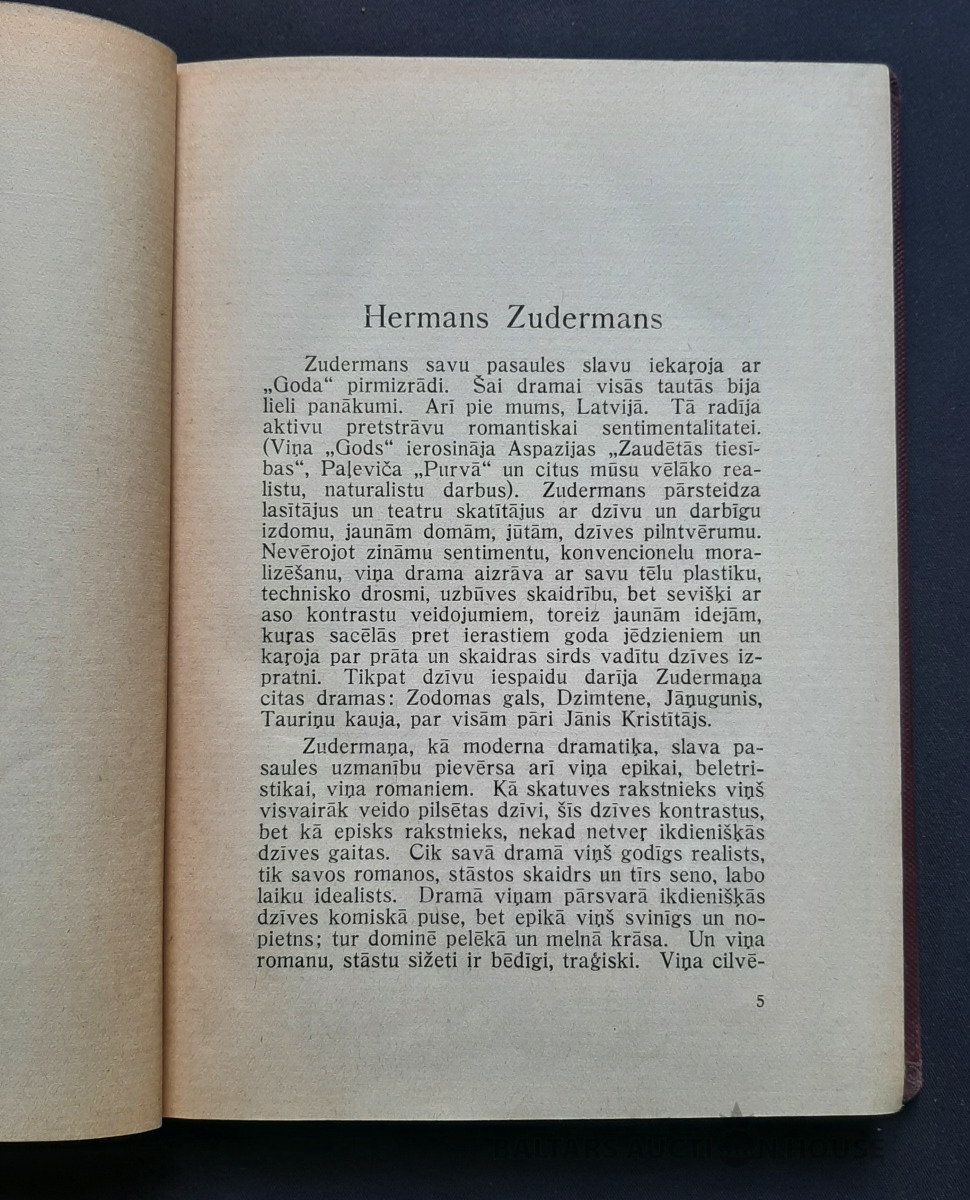 Hermans Zudermans
Zudermans savu pasaules slavu iekaŗoja ar
„Goda“ pirmizrādi. Šai dramai visās tautās bija
lieli panākumi. Arī pie mums, Latvijā. Tā radīja
aktivu pretstrāvu romantiskai sentimentalitatei.
(Viņa „Gods“ ierosināja Aspazijas „Zaudētās tiesī-
bas“, Paļeviča „Purvā“ un citus mūsu vēlāko rea-
listu, naturalistu darbus). Zudermans pārsteidza
lasītājus un teatru skatītājus ar dzīvu un darbīgu
izdomu, jaunām domām, jūtām, dzīves pilntvērumu.
Nevērojot zināmu sentimentu, konvencionelu mora-
lizēšanu, viņa drama aizrāva ar savu tēlu plastiku,
technisko drosmi, uzbūves skaidrību, bet sevišķi ar
aso kontrastu veidojumiem, toreiz jaunām idejām,
kuŗas sacēlās pret ierastiem goda jēdzieniem un
kaŗoja par prāta un skaidras sirds vadītu dzīves iz-
pratni. Tikpat dzīvu iespaidu darīja Zudermaņa
citas dramas: Zodomas gals, Dzimtene, Jāņugunis,
Tauriņu kauja, par visām pāri Jānis Kristītājs.
Zudermaņa, kā moderna dramatiķa, slava pa-
saules uzmanību pievērsa arī viņa epikai, beletri-
stikai, viņa romaniem. Kā skatuves rakstnieks viņš
visvairāk veido pilsētas dzīvi, šīs dzīves kontrastus,
bet kā episks rakstnieks, nekad netveŗ ikdienišķās
dzīves gaitas. Cik savā dramā viņš godīgs realists,
tik savos romanos, stāstos skaidrs un tīrs seno, labo
laiku idealists. Dramā viņam pārsvarā ikdienišķās
dzīves komiskā puse, bet epikā viņš svinīgs un no-
pietns; tur dominē pelēkā un melnā krāsa. Un viņa
romanu, stāstu sižeti ir bēdīgi, traģiski. Viņa cilvē-
5
BALTARS AUCTION HOUSE